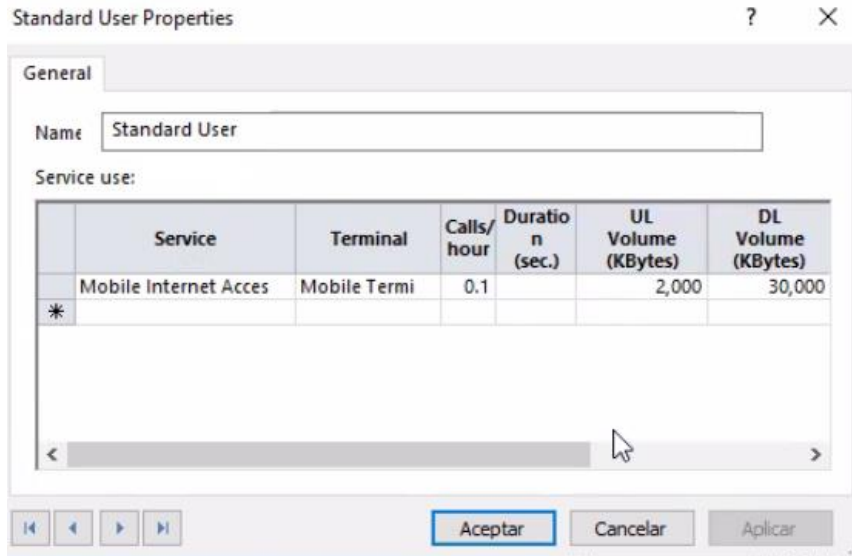 Standard User Properties
? ×
General
Name Standard User
Service use:
Service Terminal Calls/ hour Duratio n (sec.) UL Volume (KBytes) DL Volume (KBytes)
Mobile Internet Acces Mobile Termi 0.1 2,000 30,000
*
Aceptar Cancelar Aplicar